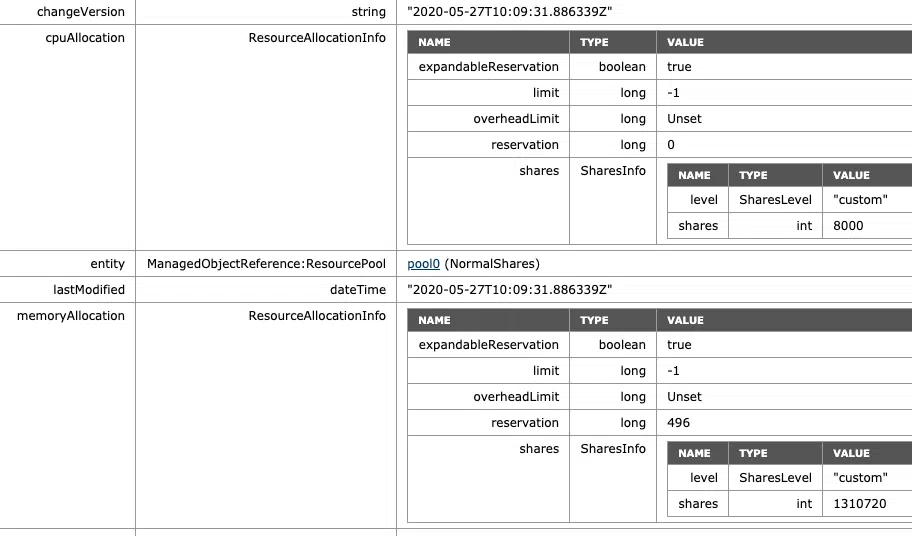 changeVersion string "2020-05-27T10:09:31.886339Z"
cpuAllocation ResourceAllocationInfo
NAME TYPE VALUE
expandableReservation boolean true
limit long -1
overheadLimit long Unset
reservation long 0
shares SharesInfo
NAME TYPE VALUE
level SharesLevel "custom"
shares int 8000
entity ManagedObjectReference:ResourcePool pool0 (NormalShares)
lastModified dateTime "2020-05-27T10:09:31.886339Z"
memoryAllocation ResourceAllocationInfo
NAME TYPE VALUE
expandableReservation boolean true
limit long -1
overheadLimit long Unset
reservation long 496
shares SharesInfo
NAME TYPE VALUE
level SharesLevel "custom"
shares int 1310720